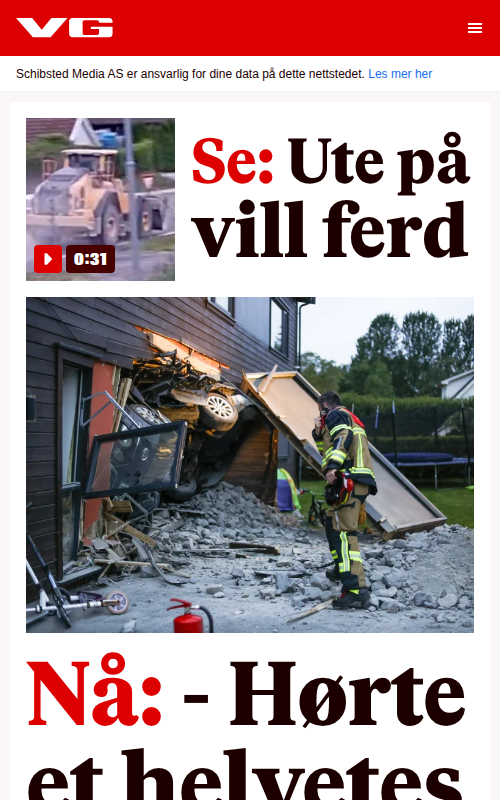 VG
Schibsted Media AS er ansvarlig for dine data på dette nettstedet. Les mer her
Se: Ute på
vill ferd
0:31
Nå: - Hørte
et helvetes